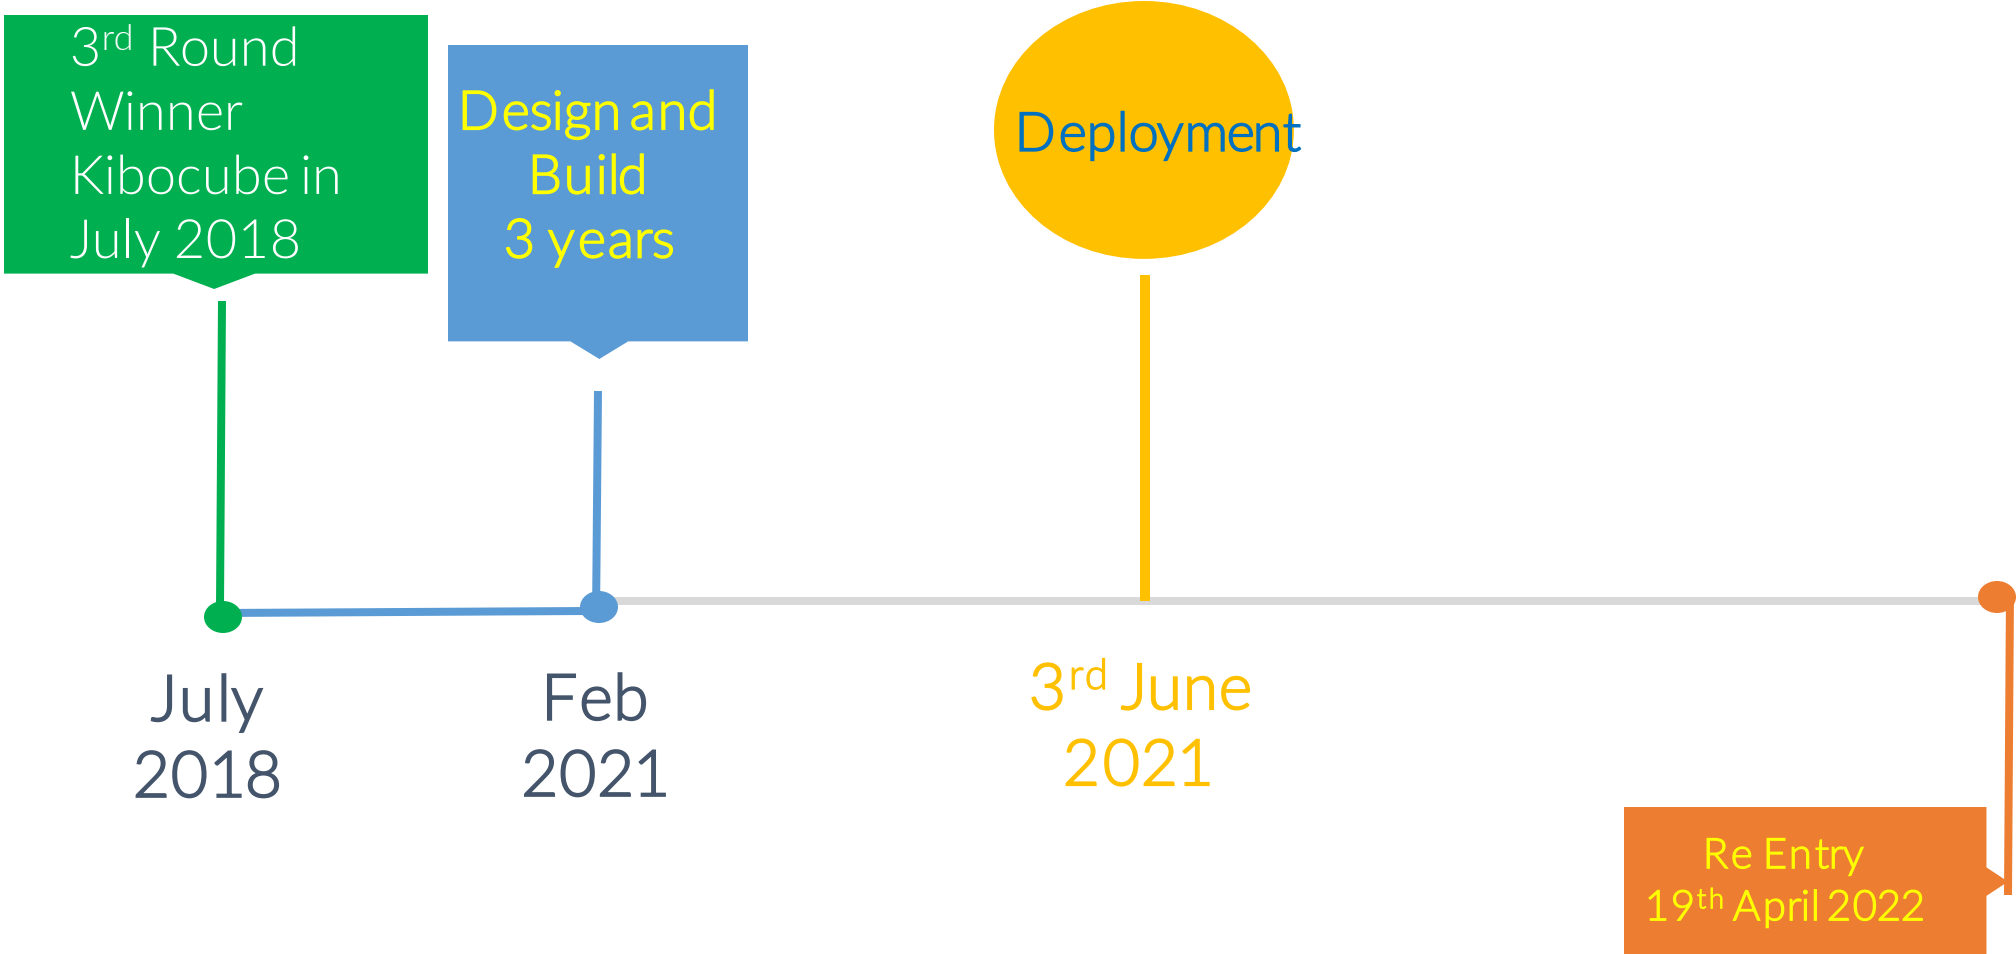 3rd Round
Winner
Kibocube in
July 2018
Design and
Build
3 years
Deployment
July
2018
Feb
2021
3rd June
2021
Re Entry
19th April 2022